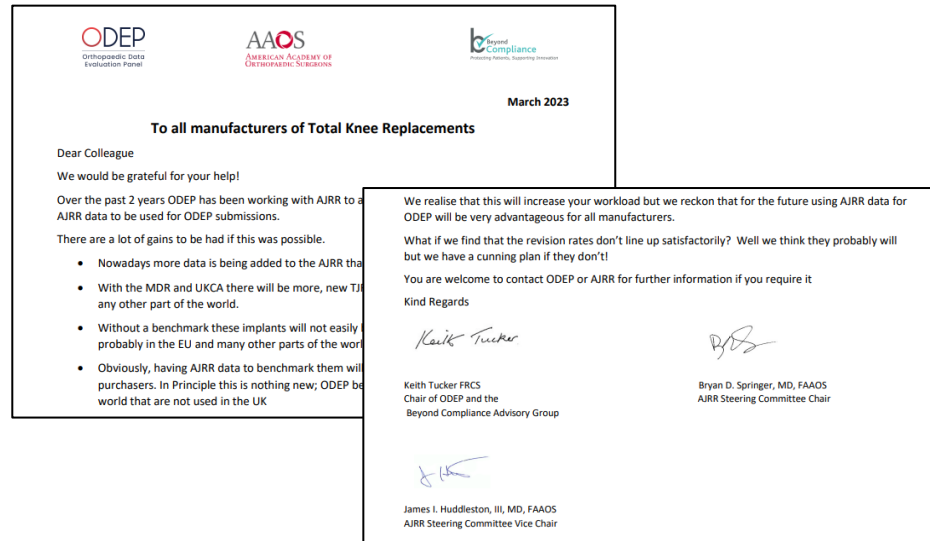 ODEP
Orthopaedic Data
Evaluation Panel
AAOS
AMERICAN ACADEMY OF
ORTHOPAEDIC SURGEONS
Beyond
Compliance
Protecting Patients, Supporting Innovation
March 2023
To all manufacturers of Total Knee Replacements
Dear Colleague
We would be grateful for your help!
Over the past 2 years ODEP has been working with AJRR to a
AJRR data to be used for ODEP submissions.
There are a lot of gains to be had if this was possible.
• Nowadays more data is being added to the AJRR tha
• With the MDR and UKCA there will be more, new TJ
any other part of the world.
• Without a benchmark these implants will not easily
probably in the EU and many other parts of the worl
• Obviously, having AJRR data to benchmark them wil
purchasers. In Principle this is nothing new; ODEP be
world that are not used in the UK
We realise that this will increase your workload but we reckon that for the future using AJRR data for
ODEP will be very advantageous for all manufacturers.
What if we find that the revision rates don't line up satisfactorily? Well we think they probably will
but we have a cunning plan if they don't!
You are welcome to contact ODEP or AJRR for further information if you require it
Kind Regards
Keith Tucker
Keith Tucker FRCS
Chair of ODEP and the
Beyond Compliance Advisory Group
Bryan D. Springer, MD, FAAOS
AJRR Steering Committee Chair
James I. Huddleston, III, MD, FAAOS
AJRR Steering Committee Vice Chair